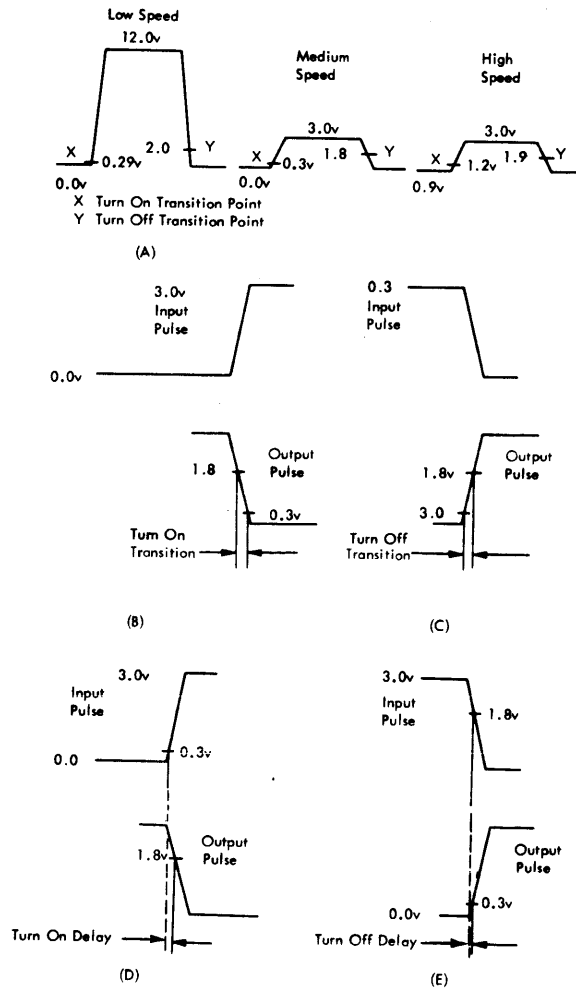 Low Speed
12.0v
Medium
Speed
High
Speed
3.0v
3.0v
X
0.29v
2.0
Y
X
0.3v
1.8
Y
X
1.2v
1.9
Y
0.0v
0.0v
0.9v
X Turn On Transition Point
Y Turn Off Transition Point
(A)
3.0v
Input
Pulse
0.0v
0.3
Input
Pulse
1.8
Output
Pulse
0.3v
Turn On
Transition
1.8v
Output
Pulse
3.0
Turn Off
Transition
(B)
(C)
3.0v
Input
Pulse
0.3v
0.0
3.0v
Input
Pulse
1.8v
1.8v
Output
Pulse
Turn On Delay
Output
Pulse
0.3v
0.0v
Turn Off Delay
(D)
(E)